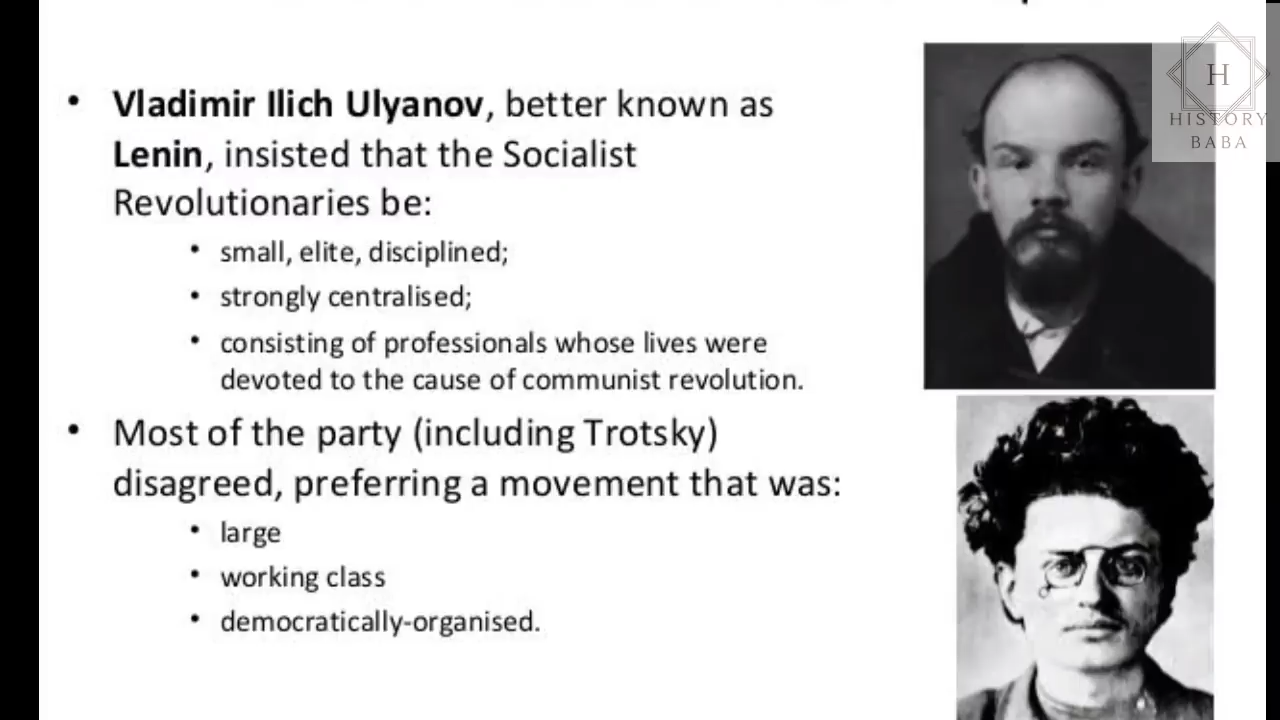 • Vladimir Ilich Ulyanov, better known as
Lenin, insisted that the Socialist
Revolutionaries be:
• small, elite, disciplined;
• strongly centralised;
• consisting of professionals whose lives were
devoted to the cause of communist revolution.
• Most of the party (including Trotsky)
disagreed, preferring a movement that was:
• large
• working class
• democratically-organised.
H
HISTORY
BABA